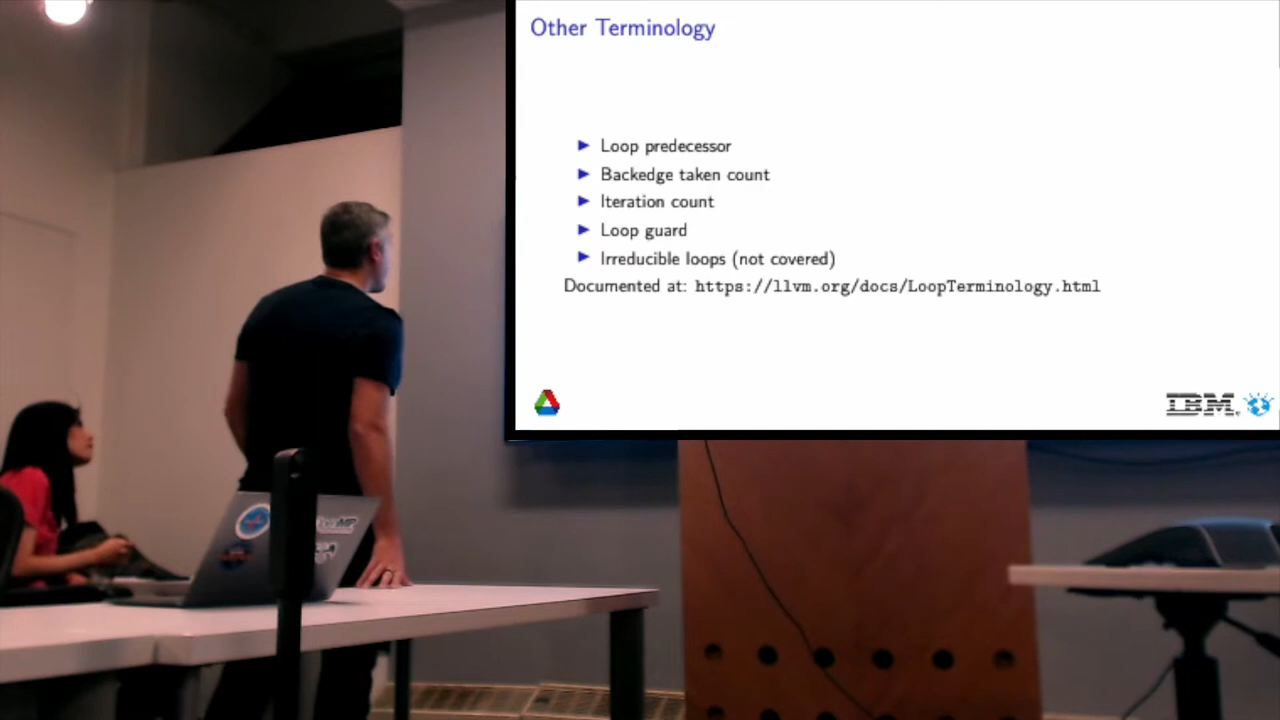 Other Terminology
Loop predecessor
Backedge taken count
Iteration count
Loop guard
Irreducible loops (not covered)
Documented at: https://llvm.org/docs/LoopTerminology.html
IBM